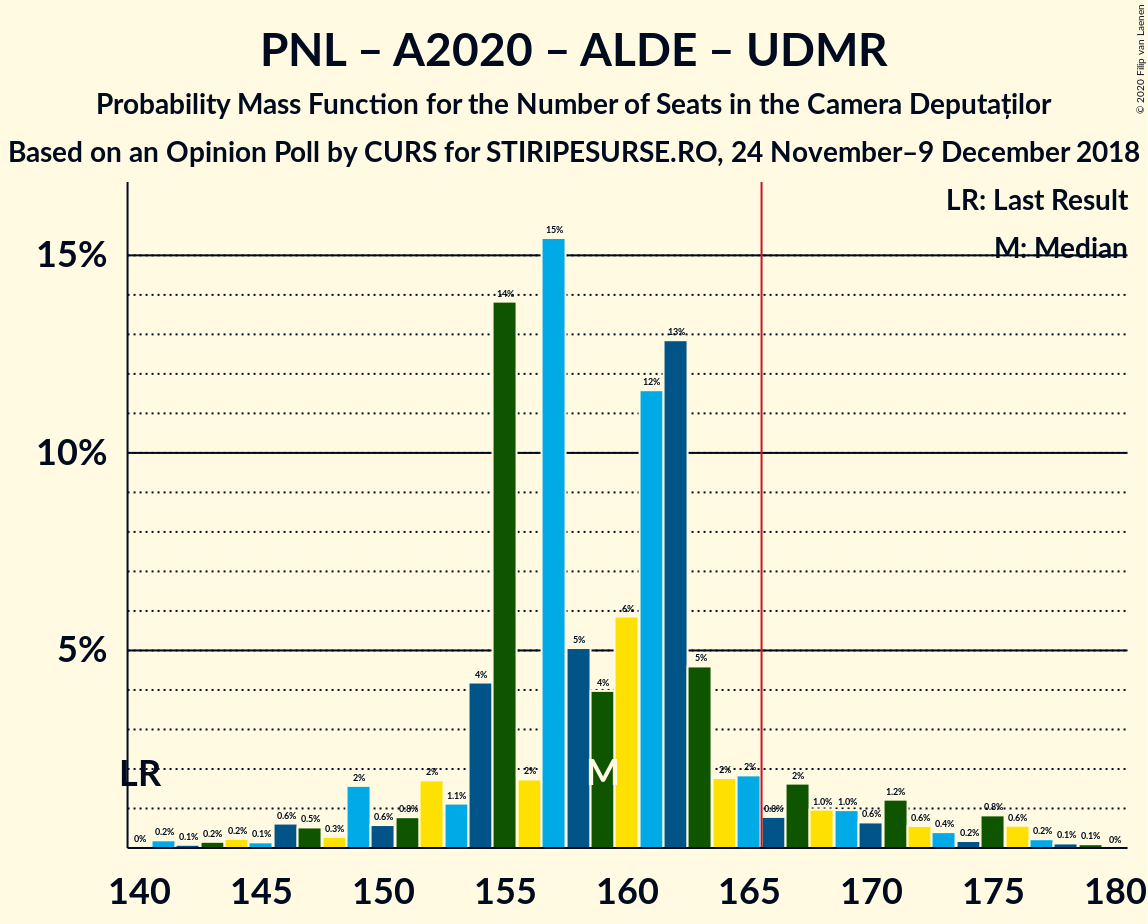 PNL – A2020 – ALDE – UDMR
Probability Mass Function for the Number of Seats in the Camera Deputaților
Based on an Opinion Poll by CURS for STIRIPESURSE.RO, 24 November–9 December 2018
© 2020 Filip van Laenen
LR: Last Result
M: Median
15%
10%
5%
0% 0.2% 0.1% 0.2% 0.2% 0.1% 0.6% 0.5% 0.3% 2% 0.6% 0.8% 2% 1.1% 4% 14% 2% 15% 5% 4% 6% 12% 13% 5% 2% 2% 0.8% 2% 1.0% 1.0% 0.6% 1.2% 0.6% 0.4% 0.2% 0.8% 0.6% 0.2% 0.1% 0.1% 0%
LR M
140 145 150 155 160 165 170 175 180